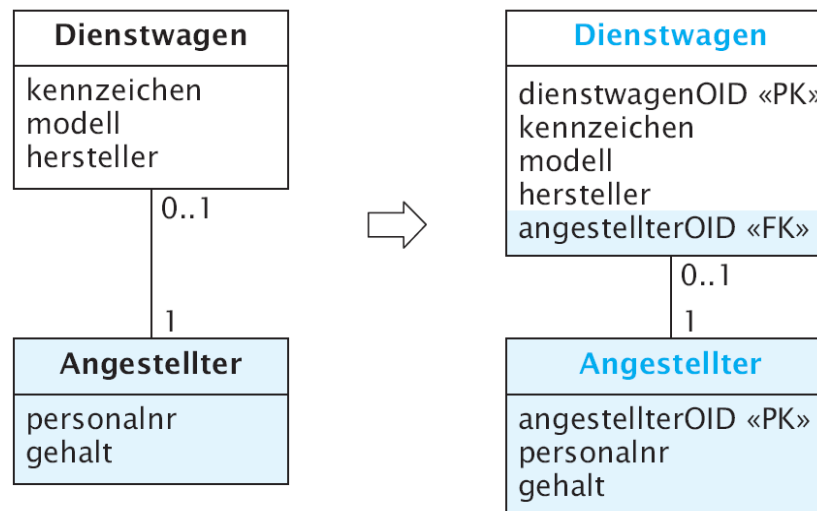 Dienstwagen
kennzeichen
modell
hersteller
0..1
1
Angestellter
personalnr
gehalt
Dienstwagen
dienstwagenOID «PK»
kennzeichen
modell
hersteller
angestellterOID «FK»
0..1
1
Angestellter
angestellterOID «PK»
personalnr
gehalt